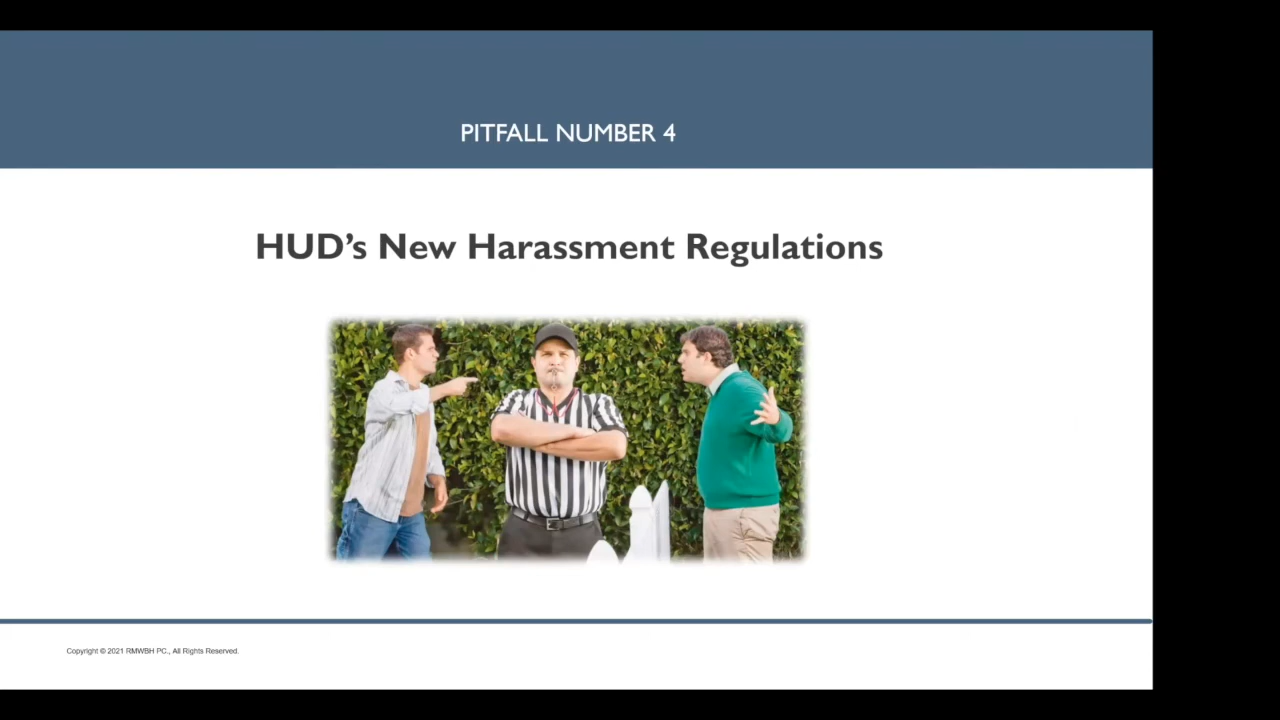 PITFALL NUMBER 4
HUD’s New Harassment Regulations
Copyright © 2021 RMWBH PC., All Rights Reserved.